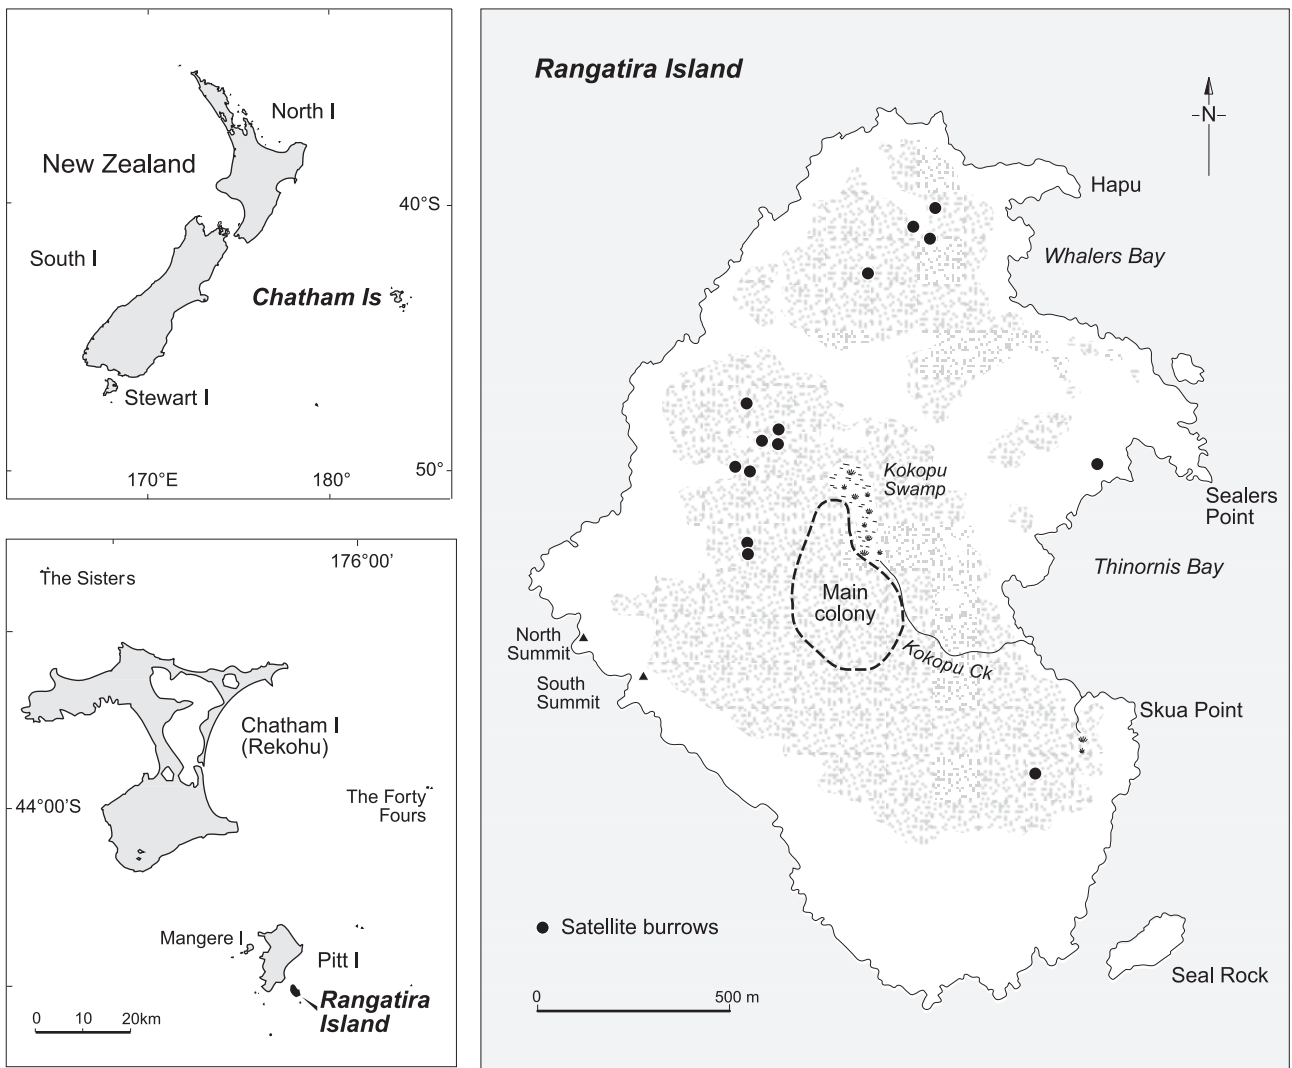 North I
New Zealand
40°S
South I
Chatham Is
Stewart I
50°
170°E
180°
176°00'
The Sisters
Chatham I
(Rekohu)
44°00'S
The Forty
Fours
Mangere I
Pitt I
Rangatira
Island
0 10 20km
Rangatira Island
N
Hapu
Whalers Bay
Kokopu
Swamp
Sealers
Point
Thinornis Bay
Main
colony
North
Summit
Kokopu Ck
South
Summit
Skua Point
Satellite burrows
Seal Rock
0 500 m